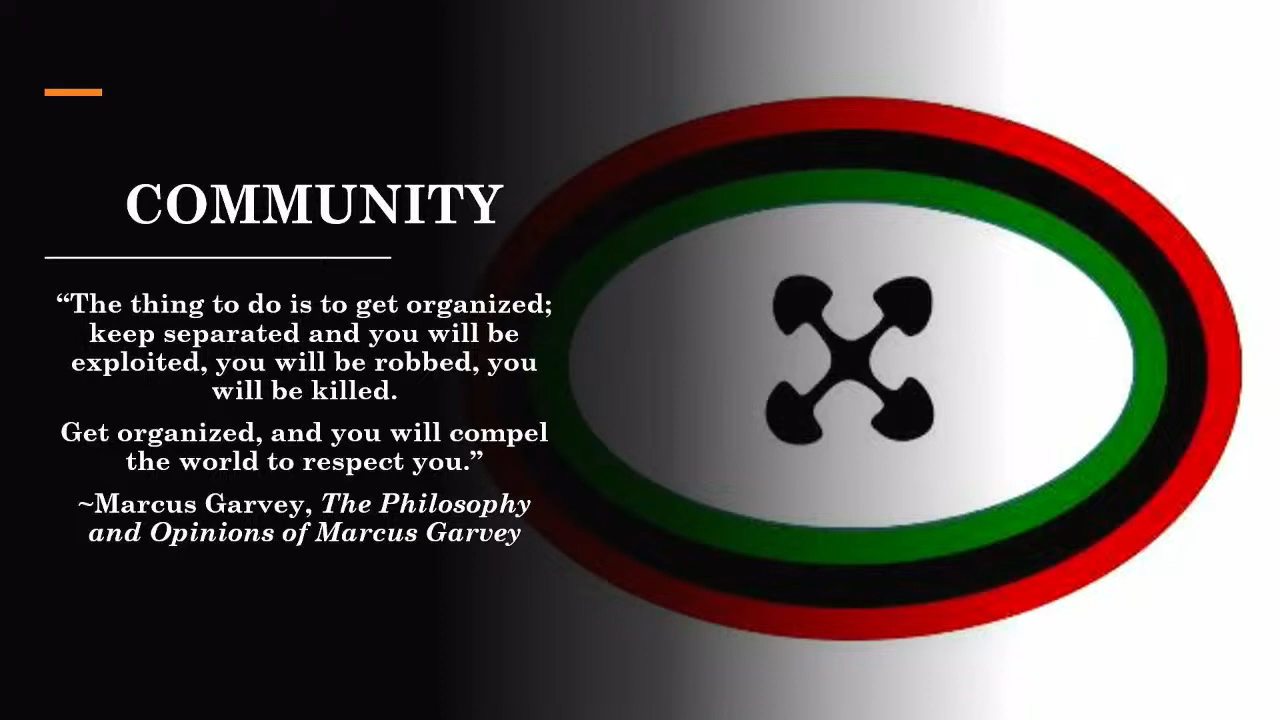 COMMUNITY
“The thing to do is to get organized;
keep separated and you will be
exploited, you will be robbed, you
will be killed.
Get organized, and you will compel
the world to respect you.”
~Marcus Garvey, The Philosophy
and Opinions of Marcus Garvey